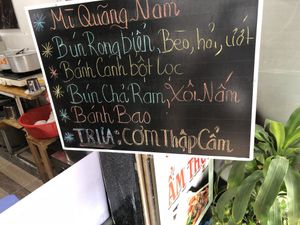 Mì Quãng Nam
Bún Rong biển, Bèo, hỏi, ướt
Bánh Canh bột lọc
Bún Chả Ram, Xôi Nấm
Bánh Bao
TRƯA: CƠM Thập Cẩm